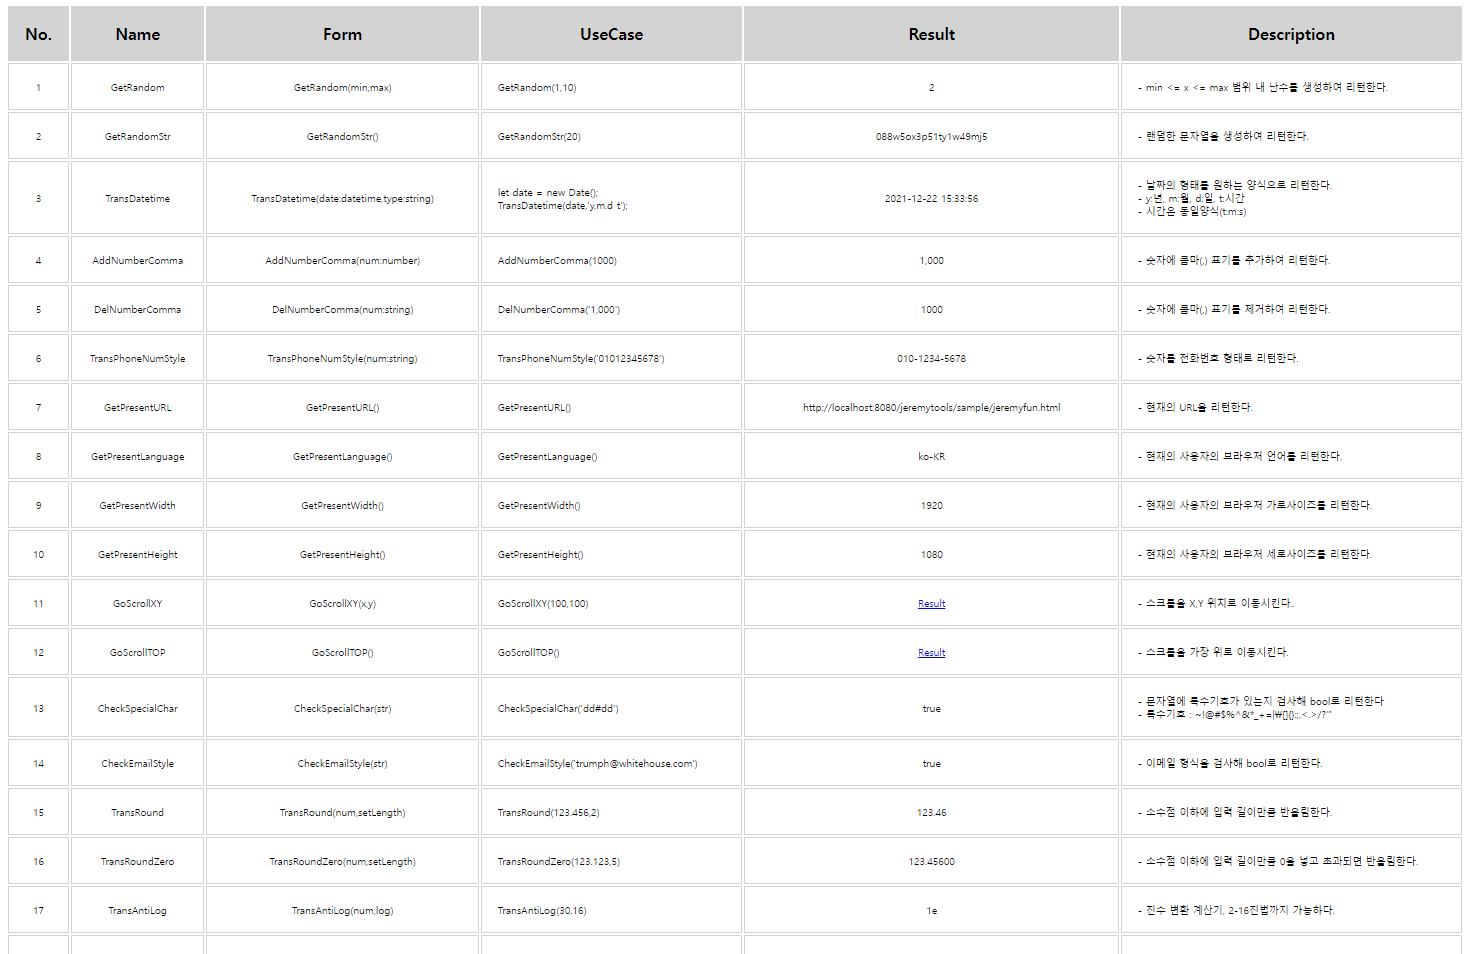 No. Name Form UseCase Result Description
1 GetRandom GetRandom(min,max) GetRandom(1,10) 2 - min <= x <= max 범위 내 난수를 생성하여 리턴한다.
2 GetRandomStr GetRandomStr() GetRandomStr(20) 088w5ox3p51ty1w49mj5 - 랜덤한 문자열을 생성하여 리턴한다.
3 TransDatetime TransDatetime(date:datetime,type:string) let date = new Date(); TransDatetime(date,'y.m.d t'); 2021-12-22 15:33:56 - 날짜의 형태를 원하는 양식으로 리턴한다.
- y:년, m:월, d:일, t:시간
- 시간은 동일양식(t:m:s)
4 AddNumberComma AddNumberComma(num:number) AddNumberComma(1000) 1,000 - 숫자에 콤마(,) 표기를 추가하여 리턴한다.
5 DelNumberComma DelNumberComma(num:string) DelNumberComma('1,000') 1000 - 숫자에 콤마(,) 표기를 제거하여 리턴한다.
6 TransPhoneNumStyle TransPhoneNumStyle(num:string) TransPhoneNumStyle('01012345678') 010-1234-5678 - 숫자를 전화번호 형태로 리턴한다.
7 GetPresentURL GetPresentURL() GetPresentURL() http://localhost:8080/jeremytools/sample/jeremyfun.html - 현재의 URL을 리턴한다.
8 GetPresentLanguage GetPresentLanguage() GetPresentLanguage() ko-KR - 현재의 사용자의 브라우저 언어를 리턴한다.
9 GetPresentWidth GetPresentWidth() GetPresentWidth() 1920 - 현재의 사용자의 브라우저 가로사이즈를 리턴한다.
10 GetPresentHeight GetPresentHeight() GetPresentHeight() 1080 - 현재의 사용자의 브라우저 세로사이즈를 리턴한다.
11 GoScrollXY GoScrollXY(x,y) GoScrollXY(100,100) Result - 스크롤을 X,Y 위치로 이동시킨다..
12 GoScrollTOP GoScrollTOP() GoScrollTOP() Result - 스크롤을 가장 위로 이동시킨다.
13 CheckSpecialChar CheckSpecialChar(str) CheckSpecialChar('dd#dd') true - 문자열에 특수기호가 있는지 검사해 bool로 리턴한다
- 특수기호 : ~!@#$%^&*_+=|₩[]{}:;,<.>/?'"
14 CheckEmailStyle CheckEmailStyle(str) CheckEmailStyle('trumph@whitehouse.com') true - 이메일 형식을 검사해 bool로 리턴한다.
15 TransRound TransRound(num,setLength) TransRound(123.456,2) 123.46 - 소수점 이하에 입력 길이만큼 반올림한다.
16 TransRoundZero TransRoundZero(num,setLength) TransRoundZero(123.123,5) 123.45600 - 소수점 이하에 입력 길이만큼 0을 넣고 초과되면 반올림한다.
17 TransAntiLog TransAntiLog(num,log) TransAntiLog(30,16) 1e - 진수 변환 계산기, 2-16진법까지 가능하다.